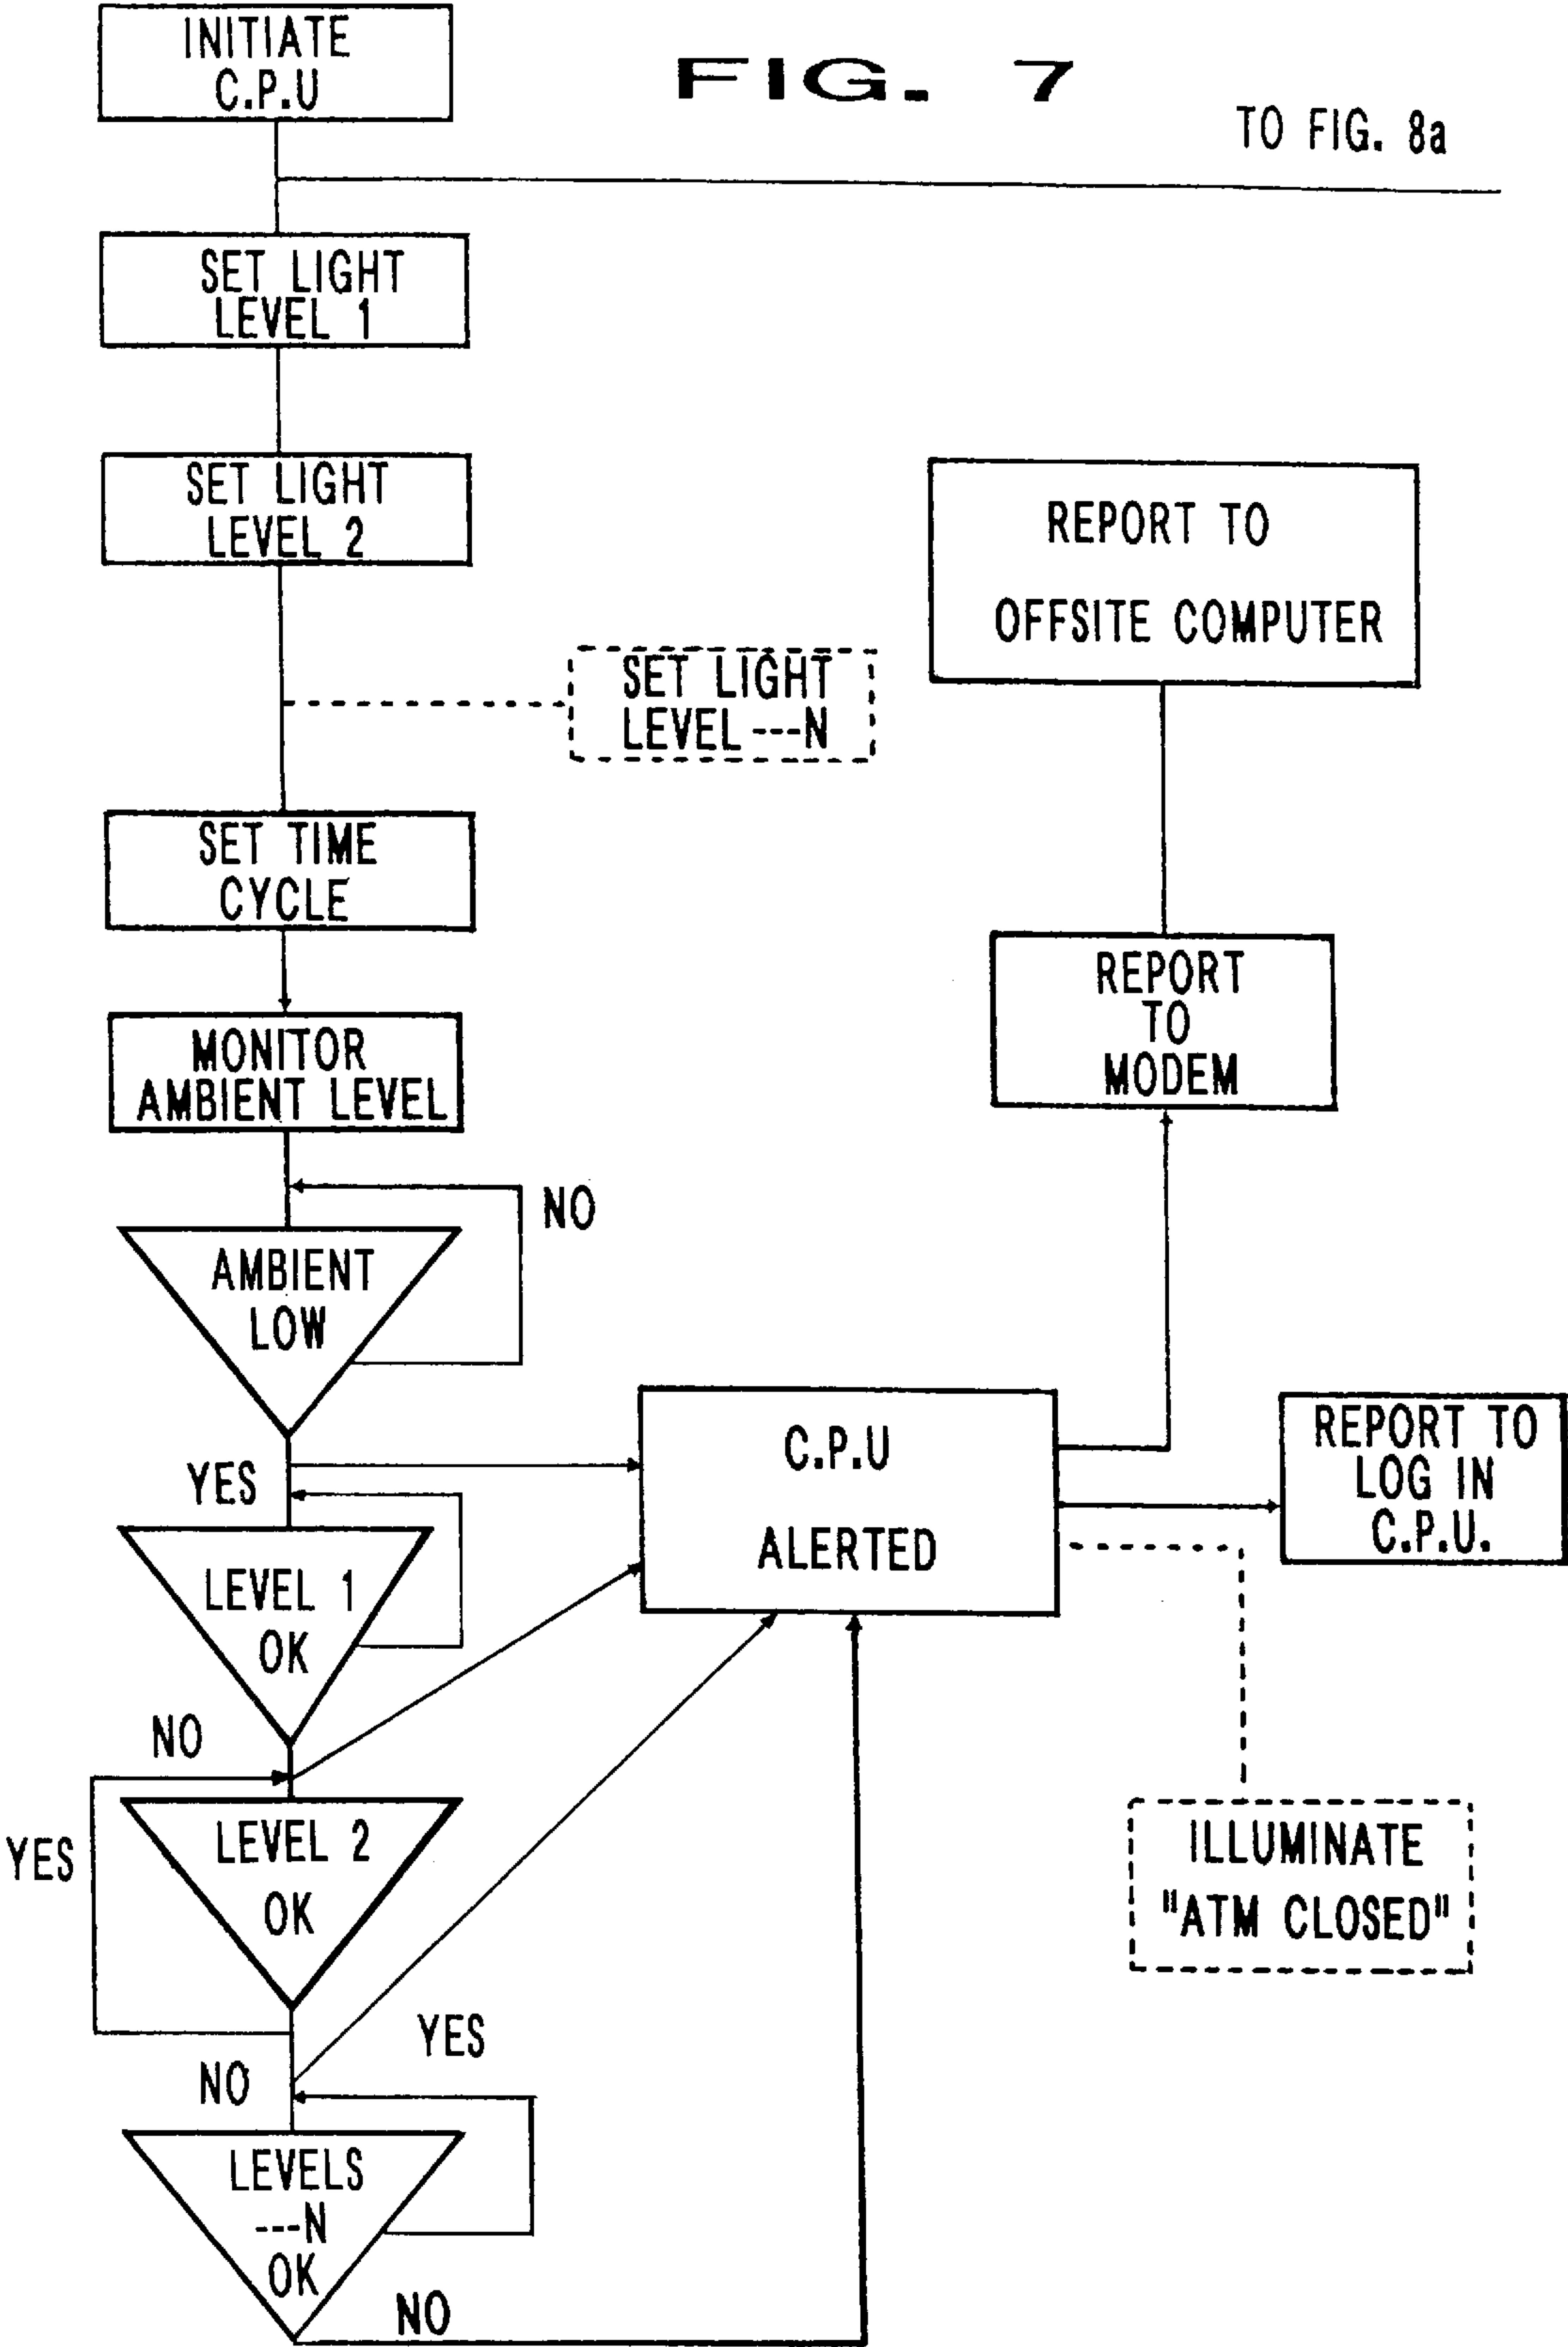 INITIATE
C.P.U
FIG. 7
TO FIG. 8a
SET LIGHT
LEVEL 1
SET LIGHT
LEVEL 2
SET LIGHT
LEVEL ---N
REPORT TO
OFFSITE COMPUTER
SET TIME
CYCLE
MONITOR
AMBIENT LEVEL
REPORT
TO
MODEM
NO
AMBIENT
LOW
YES
C.P.U
ALERTED
REPORT TO
LOG IN
C.P.U.
LEVEL 1
OK
NO
YES
LEVEL 2
OK
ILLUMINATE
"ATM CLOSED"
YES
NO
LEVELS
---N
OK
NO